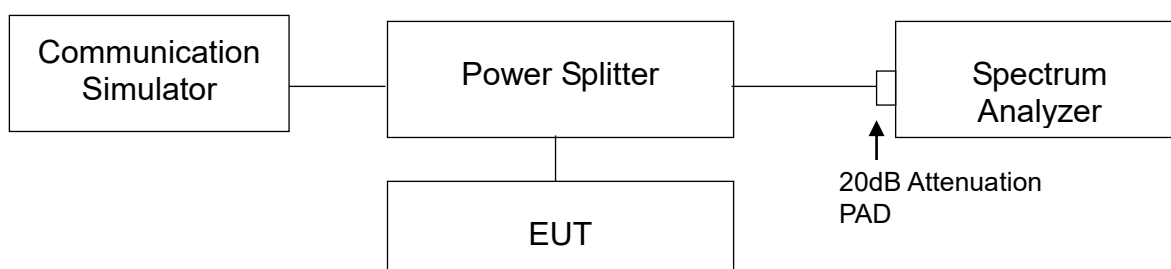 Communication
Simulator
Power Splitter
Spectrum
Analyzer
20dB Attenuation
PAD
EUT